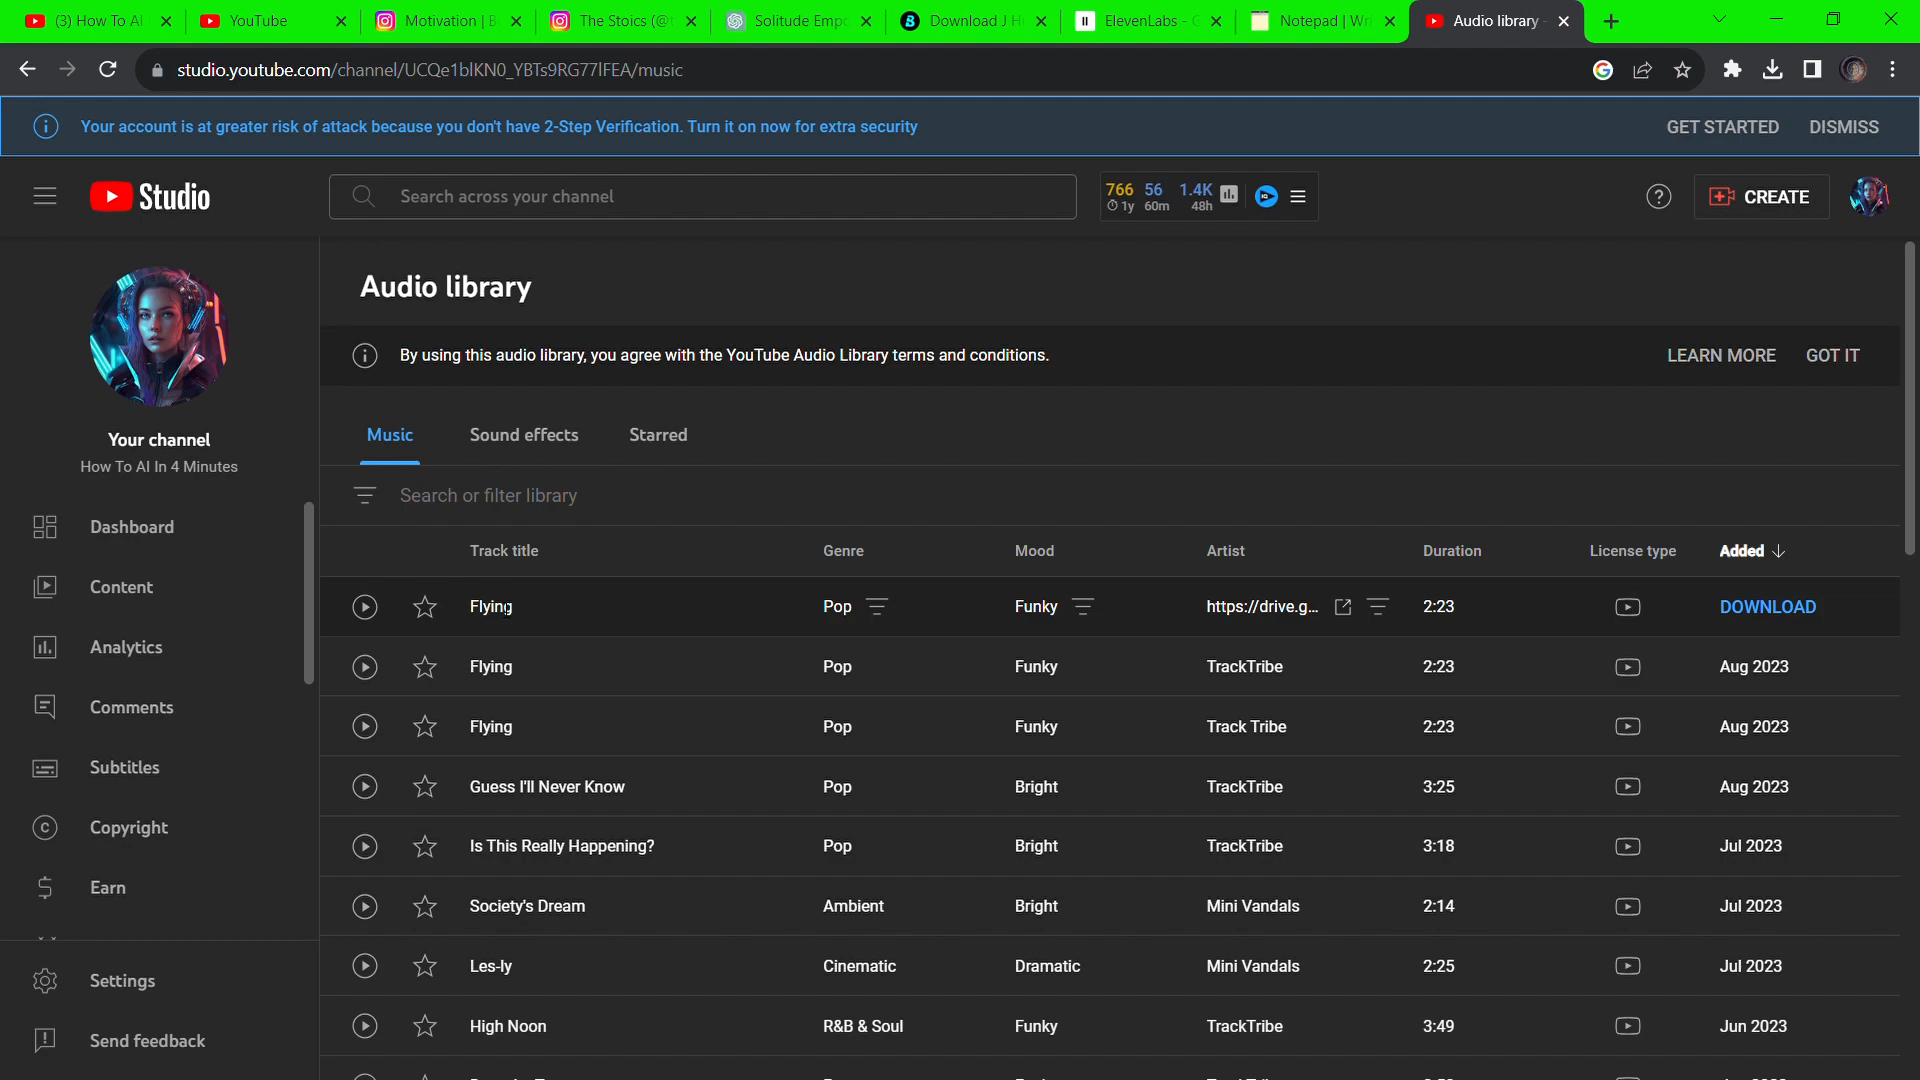 (3) How To AI
YouTube
Motivation | B
The Stoics (@t
Solitude Empo
Download J H
ElevenLabs - G
Notepad | Wri
Audio library -
studio.youtube.com/channel/UCQe1blKN0_YBTs9RG77lFEA/music
Your account is at greater risk of attack because you don't have 2-Step Verification. Turn it on now for extra security
GET STARTED
DISMISS
Studio
Search across your channel
766 56 1.4K
1y 60m 48h
CREATE
Your channel
How To AI In 4 Minutes
Dashboard
Content
Analytics
Comments
Subtitles
Copyright
Earn
Settings
Send feedback
Audio library
By using this audio library, you agree with the YouTube Audio Library terms and conditions.
LEARN MORE
GOT IT
Music
Sound effects
Starred
Search or filter library
Track title Genre Mood Artist Duration License type Added
Flying Pop Funky https://drive.g... 2:23 DOWNLOAD
Flying Pop Funky TrackTribe 2:23 Aug 2023
Flying Pop Funky Track Tribe 2:23 Aug 2023
Guess I'll Never Know Pop Bright TrackTribe 3:25 Aug 2023
Is This Really Happening? Pop Bright TrackTribe 3:18 Jul 2023
Society's Dream Ambient Bright Mini Vandals 2:14 Jul 2023
Les-ly Cinematic Dramatic Mini Vandals 2:25 Jul 2023
High Noon R&B & Soul Funky TrackTribe 3:49 Jun 2023